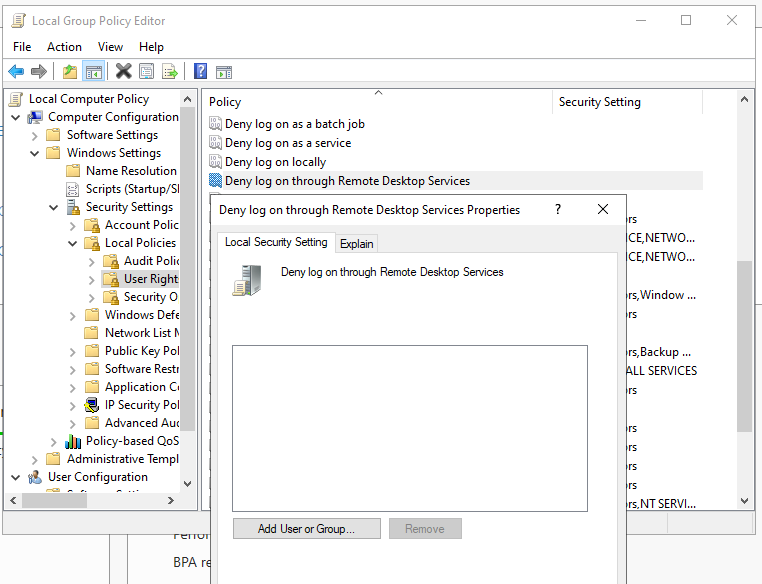 Local Group Policy Editor
File Action View Help
Local Computer Policy
Computer Configuration
Software Settings
Windows Settings
Name Resolution
Scripts (Startup/Sl
Security Settings
Account Polic
Local Policies
Audit Polic
User Right
Security O
Windows Defe
Network List M
Public Key Pol
Software Restr
Application Co
IP Security Pol
Advanced Auc
Policy-based QoS
Administrative Templ
User Configuration
Policy Security Setting
Deny log on as a batch job
Deny log on as a service
Deny log on locally
Deny log on through Remote Desktop Services
rs
ICE,NETWO...
ICE,NETWO...
rs,Window ...
rs
rs,Backup ...
ALL SERVICES
rs
rs
rs
rs
rs
rs,NT SERVI...
Deny log on through Remote Desktop Services Properties ?
Local Security Setting Explain
Deny log on through Remote Desktop Services
Add User or Group... Remove
BPA re